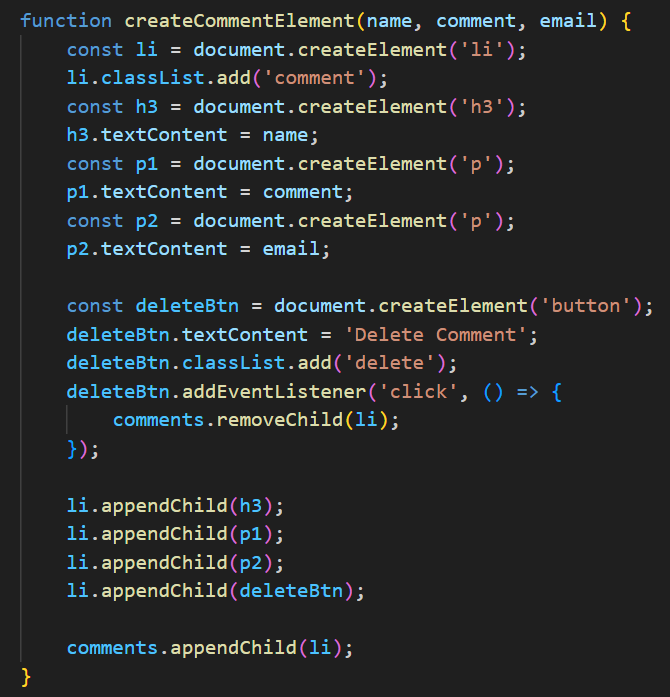 function createCommentElement(name, comment, email) {
    const li = document.createElement('li');
    li.classList.add('comment');
    const h3 = document.createElement('h3');
    h3.textContent = name;
    const p1 = document.createElement('p');
    p1.textContent = comment;
    const p2 = document.createElement('p');
    p2.textContent = email;

    const deleteBtn = document.createElement('button');
    deleteBtn.textContent = 'Delete Comment';
    deleteBtn.classList.add('delete');
    deleteBtn.addEventListener('click', () => {
        comments.removeChild(li);
    });

    li.appendChild(h3);
    li.appendChild(p1);
    li.appendChild(p2);
    li.appendChild(deleteBtn);

    comments.appendChild(li);
}